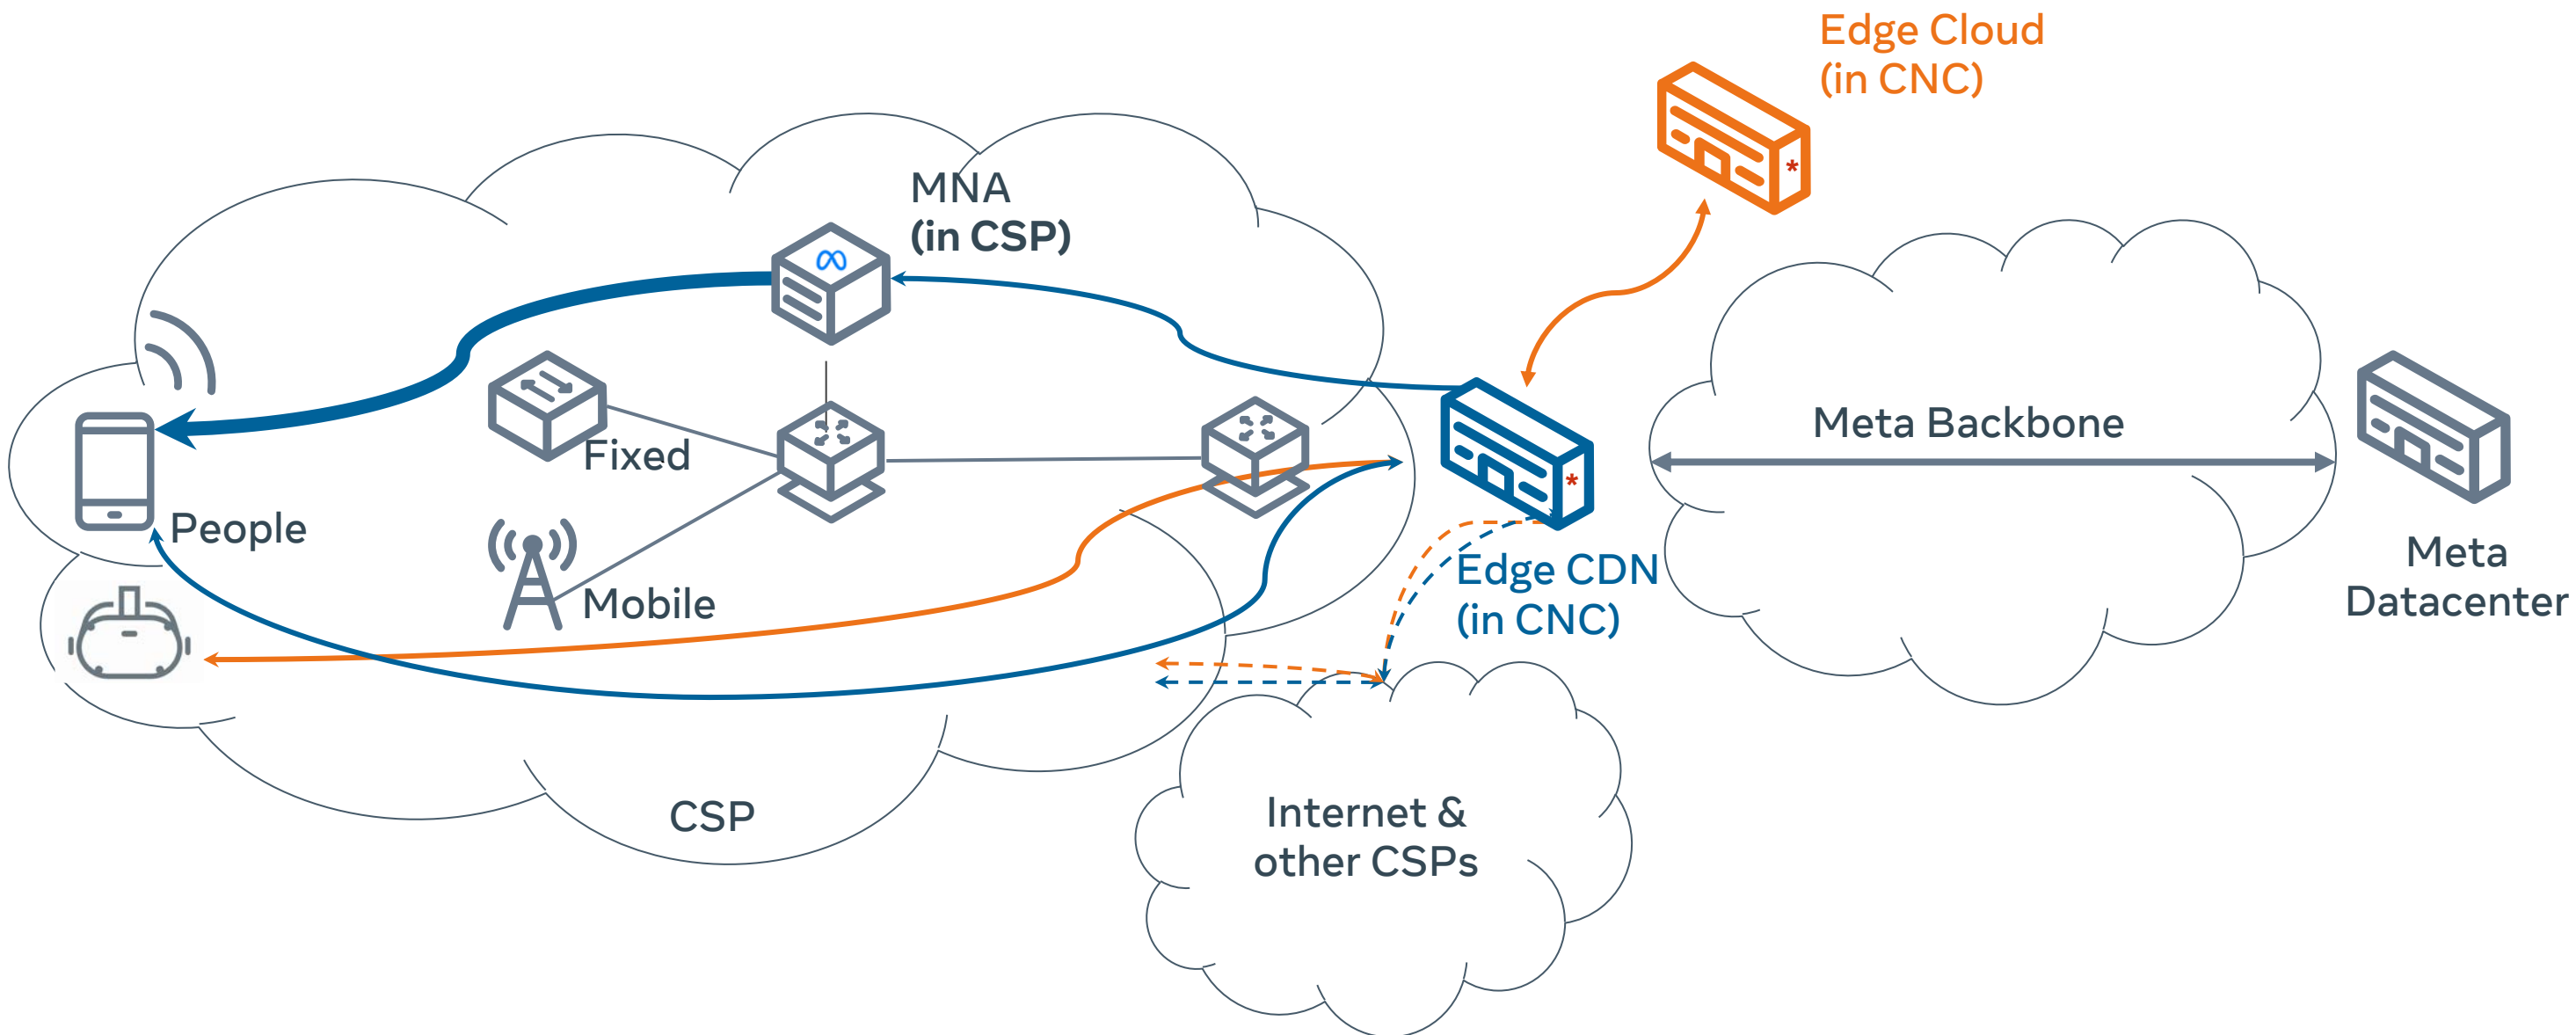 Edge Cloud
(in CNC)
*
MNA
(in CSP)
Meta Backbone
Fixed
*
People
Meta
Datacenter
Edge CDN
(in CNC)
Mobile
CSP
Internet &
other CSPs